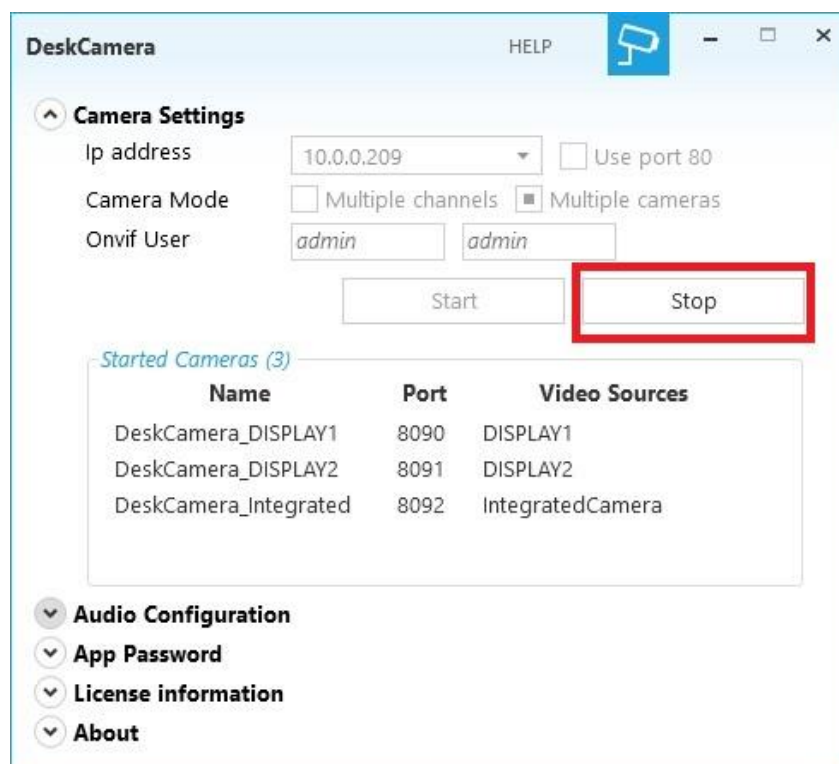 DeskCamera HELP
Camera Settings
Ip address 10.0.0.209 Use port 80
Camera Mode Multiple channels Multiple cameras
Onvif User admin admin
Start Stop
Started Cameras (3)
Name Port Video Sources
DeskCamera_DISPLAY1 8090 DISPLAY1
DeskCamera_DISPLAY2 8091 DISPLAY2
DeskCamera_Integrated 8092 IntegratedCamera
Audio Configuration
App Password
License information
About